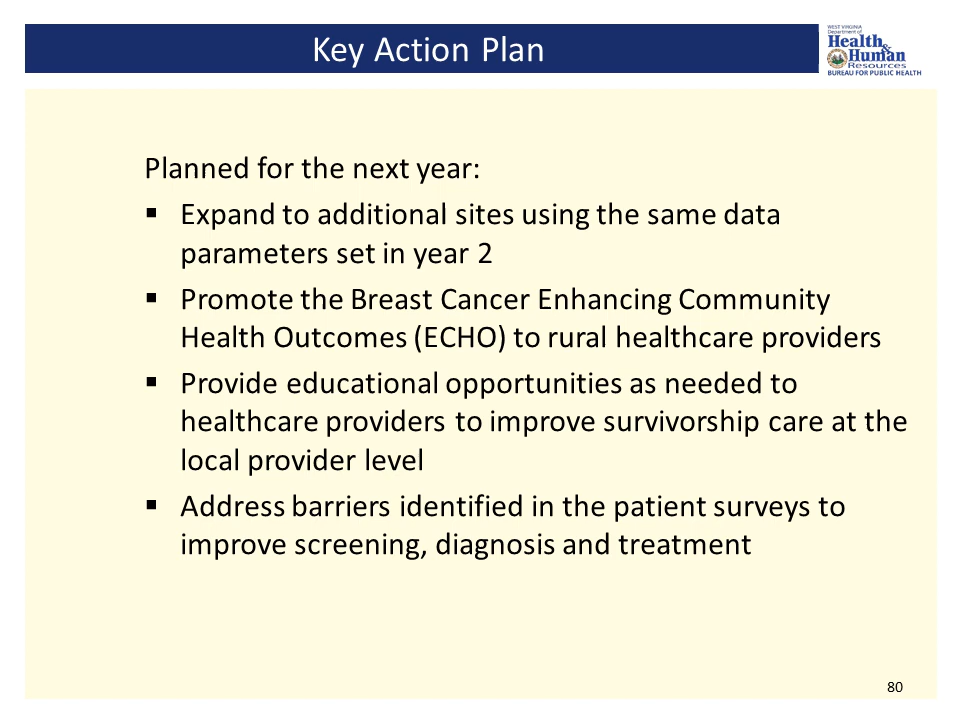 Key Action Plan
WEST VIRGINIA
Department of
Health &
Human
Resources
BUREAU FOR PUBLIC HEALTH
Planned for the next year:
▪ Expand to additional sites using the same data
parameters set in year 2
▪ Promote the Breast Cancer Enhancing Community
Health Outcomes (ECHO) to rural healthcare providers
▪ Provide educational opportunities as needed to
healthcare providers to improve survivorship care at the
local provider level
▪ Address barriers identified in the patient surveys to
improve screening, diagnosis and treatment
80